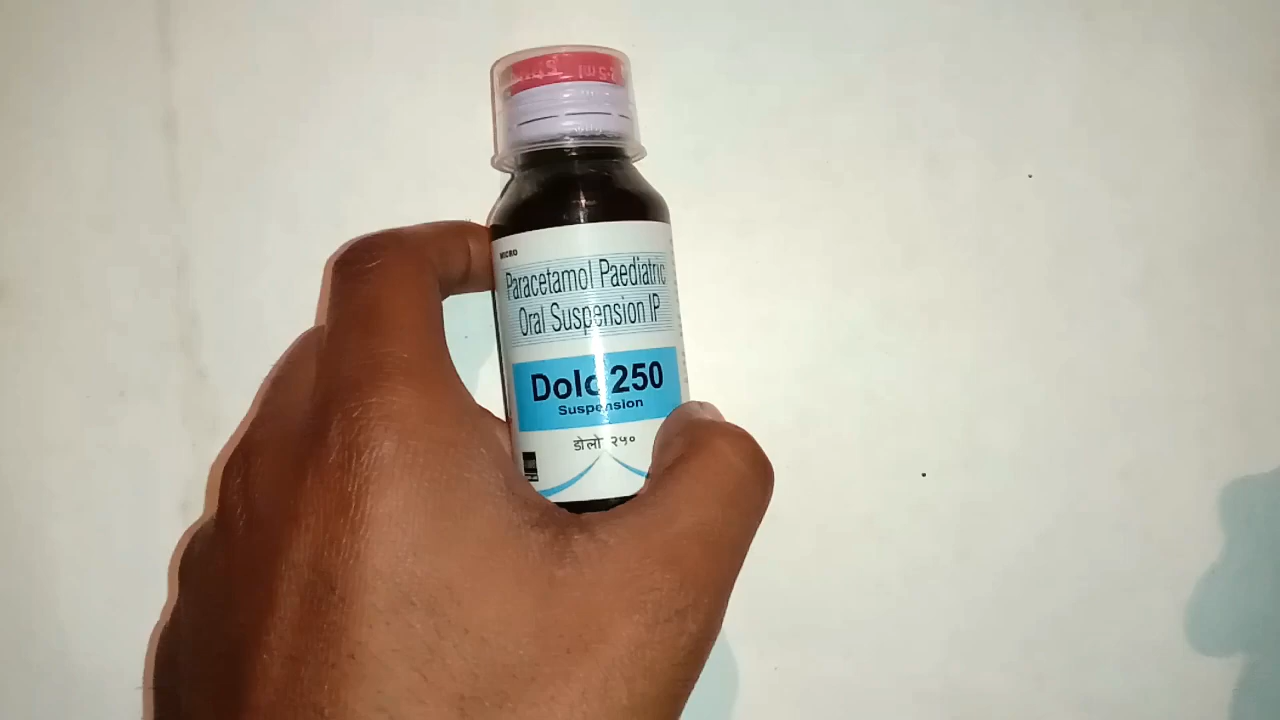 MICRO
Paracetamol Paediatric
Oral Suspension IP
Dolo 250
Suspension
डोलो २५०